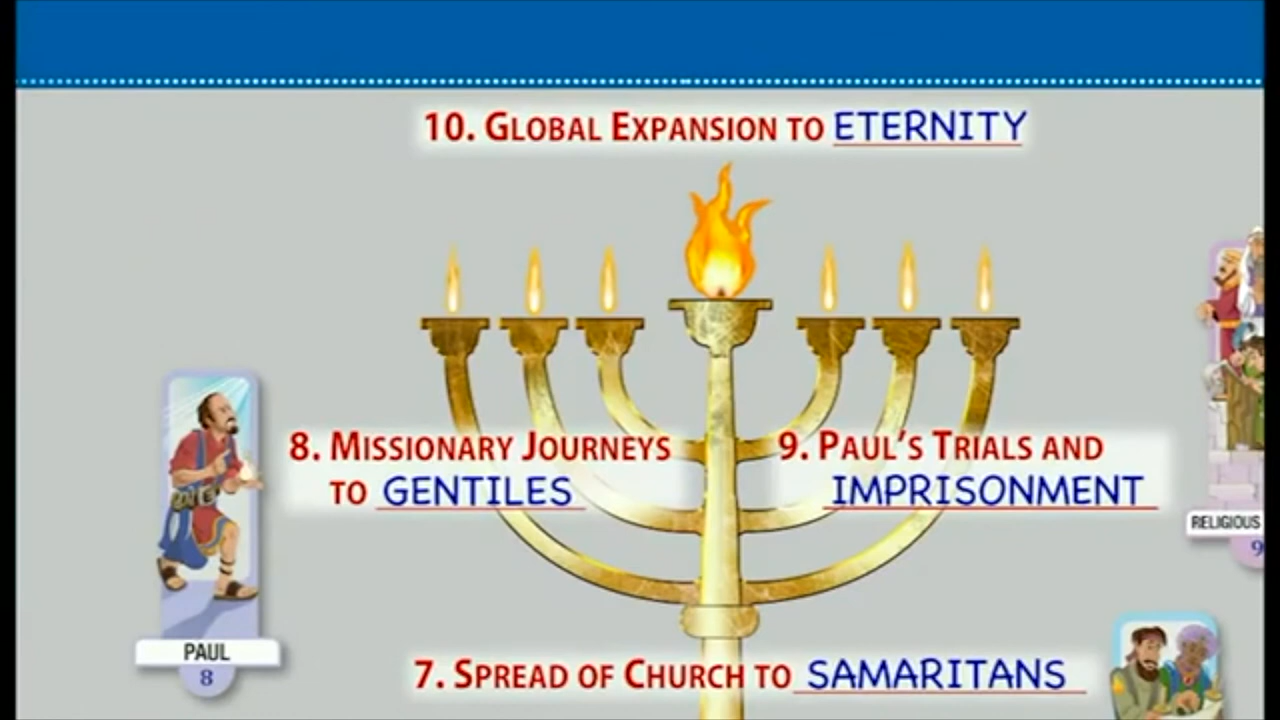 10. GLOBAL EXPANSION TO ETERNITY
8. MISSIONARY JOURNEYS
TO GENTILES
9. PAUL'S TRIALS AND
IMPRISONMENT
RELIGIOUS
9
PAUL
8
7. SPREAD OF CHURCH TO SAMARITANS